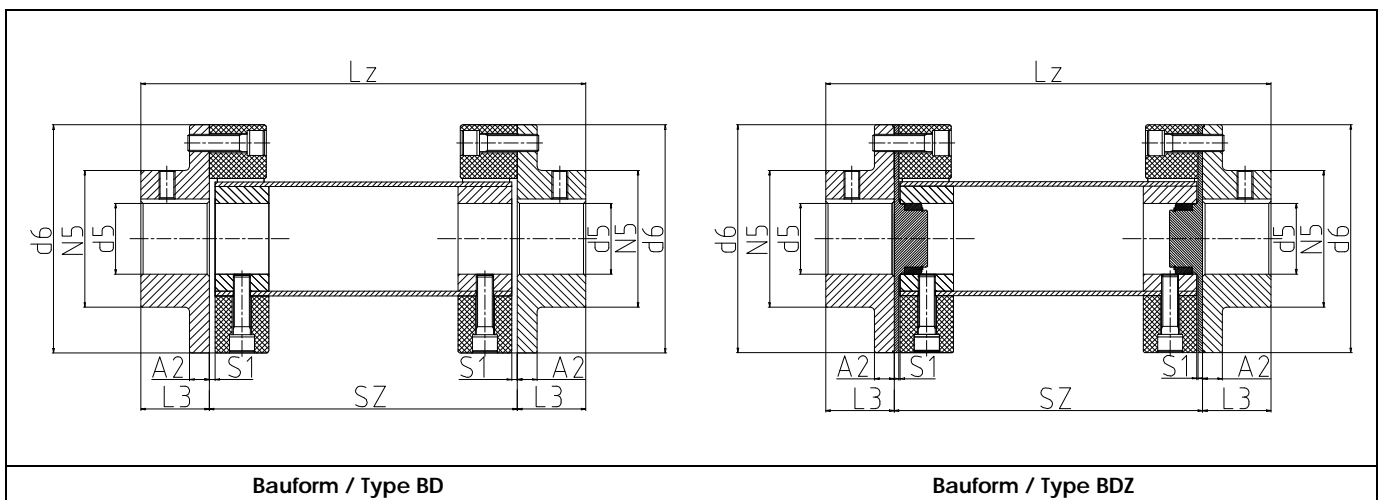 Lz
Lz
d6
N5
d5
d5
N5
d6
d6
N5
d5
d5
N5
d6
A2
S1
S1
A2
A2
S1
S1
A2
L3
SZ
L3
L3
SZ
L3
Bauform / Type BD
Bauform / Type BDZ